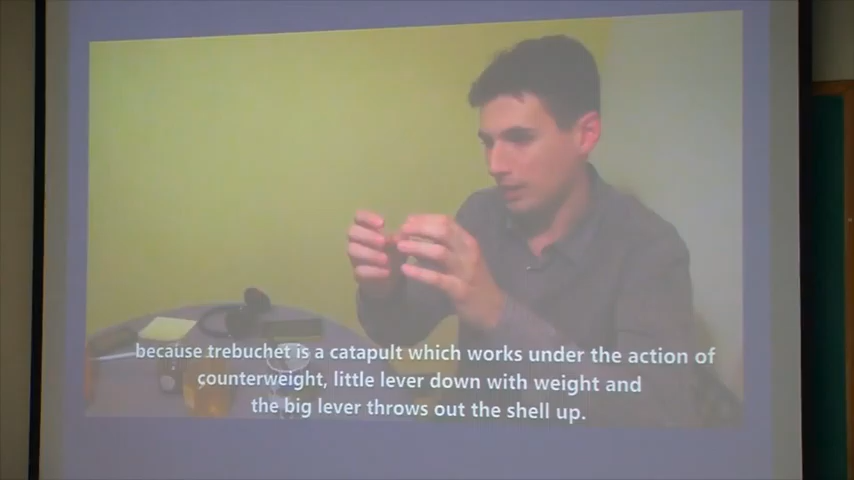 because trebuchet is a catapult which works under the action of
counterweight, little lever down with weight and
the big lever throws out the shell up.